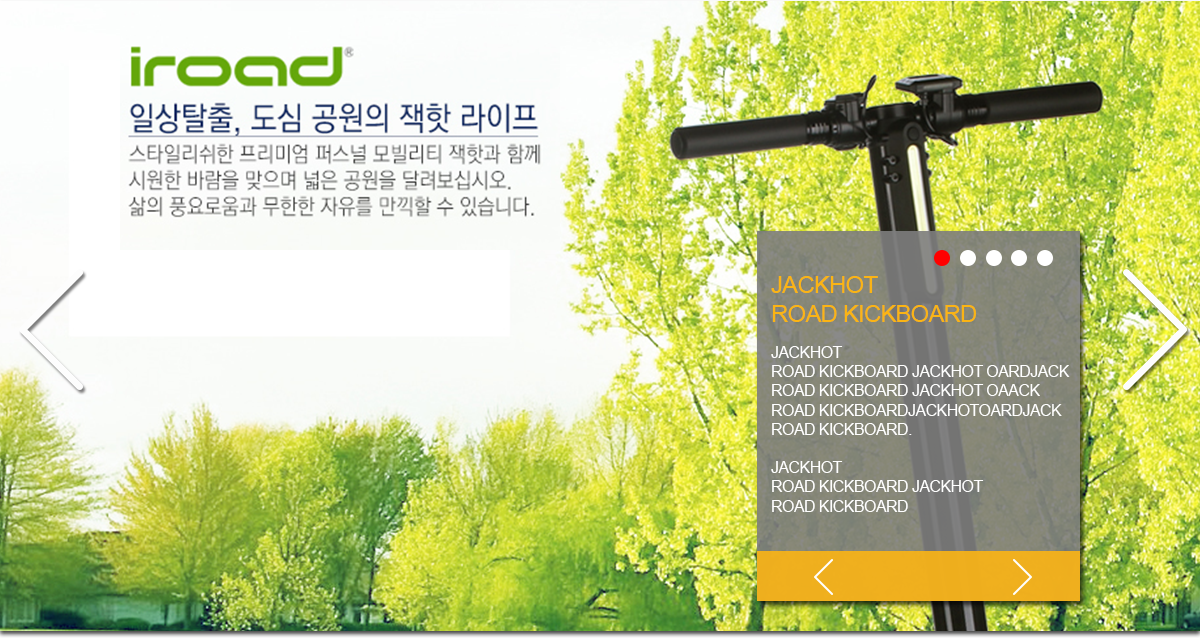 iroad®
일상탈출, 도심 공원의 잭핫 라이프
스타일리쉬한 프리미엄 퍼스널 모빌리티 잭핫과 함께
시원한 바람을 맞으며 넓은 공원을 달려보십시오.
삶의 풍요로움과 무한한 자유를 만끽할 수 있습니다.
JACKHOT
ROAD KICKBOARD
JACKHOT
ROAD KICKBOARD JACKHOT OARDJACK
ROAD KICKBOARD JACKHOT OAACK
ROAD KICKBOARDJACKHOTOARDJACK
ROAD KICKBOARD.
JACKHOT
ROAD KICKBOARD JACKHOT
ROAD KICKBOARD